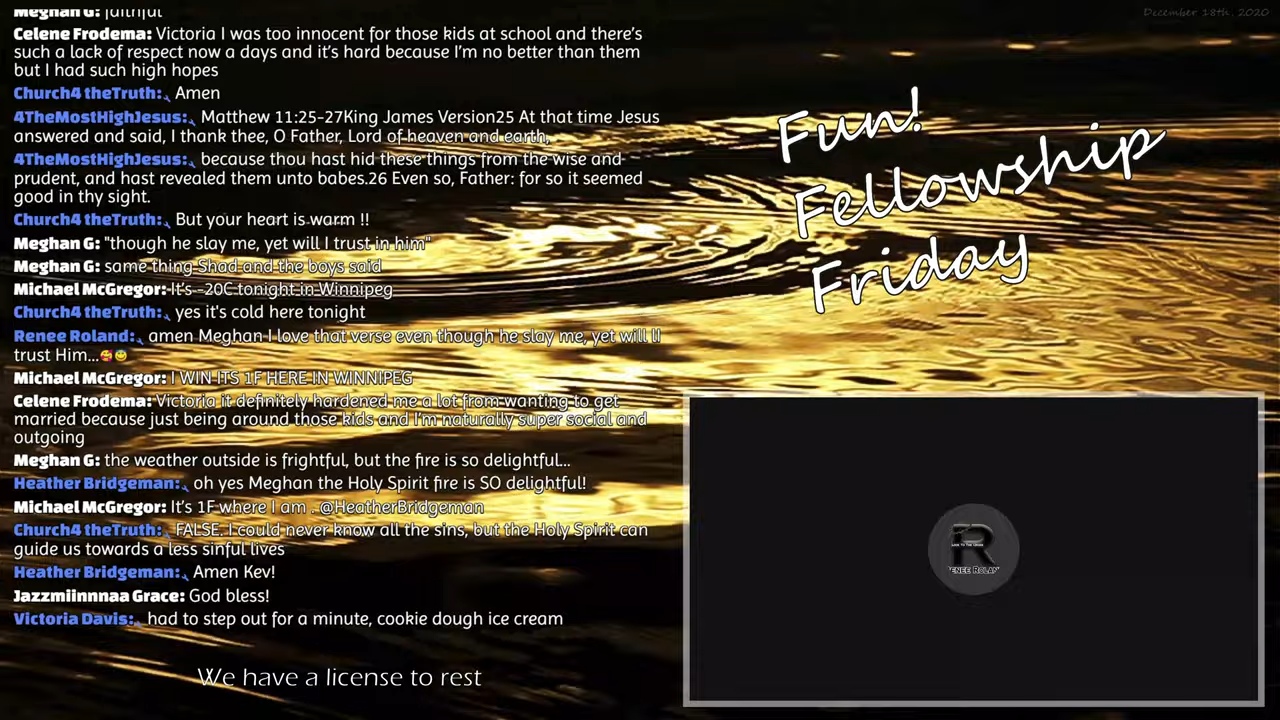 December 18th, 2020
Meghan G: faithful
Celene Frodema: Victoria I was too innocent for those kids at school and there's
such a lack of respect now a days and it's hard because I'm no better than them
but I had such high hopes
Church4 theTruth: Amen
4TheMostHighJesus: Matthew 11:25-27King James Version25 At that time Jesus
answered and said, I thank thee, O Father, Lord of heaven and earth,
4TheMostHighJesus: because thou hast hid these things from the wise and
prudent, and hast revealed them unto babes.26 Even so, Father: for so it seemed
good in thy sight.
Church4 theTruth: But your heart is warm !!
Meghan G: "though he slay me, yet will I trust in him"
Meghan G: same thing Shad and the boys said
Michael McGregor: It's -20C tonight in Winnipeg
Church4 theTruth: yes it's cold here tonight
Renee Roland: amen Meghan I love that verse even though he slay me, yet will II
trust Him...🥰😊
Michael McGregor: I WIN ITS 1F HERE IN WINNIPEG
Celene Frodema: Victoria it definitely hardened me a lot from wanting to get
married because just being around those kids and I'm naturally super social and
outgoing
Meghan G: the weather outside is frightful, but the fire is so delightful...
Heather Bridgeman: oh yes Meghan the Holy Spirit fire is SO delightful!
Michael McGregor: It's 1F where I am . @HeatherBridgeman
Church4 theTruth: FALSE. I could never know all the sins, but the Holy Spirit can
guide us towards a less sinful lives
Heather Bridgeman: Amen Kev!
Jazzmiinnnaa Grace: God bless!
Victoria Davis: had to step out for a minute, cookie dough ice cream
We have a license to rest
Fun!
Fellowship
Friday
R